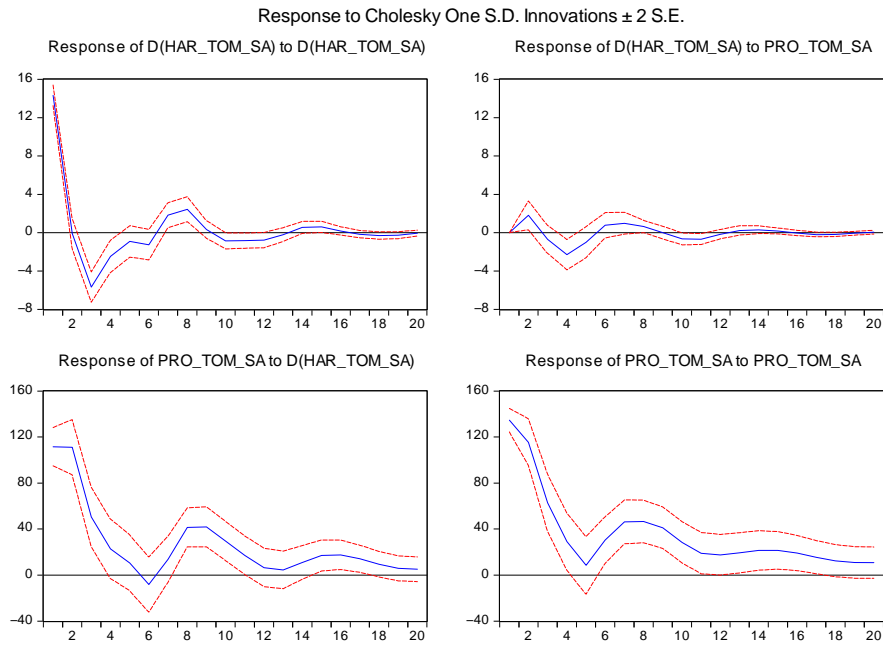 Response to Cholesky One S.D. Innovations ± 2 S.E.
Response of D(HAR_TOM_SA) to D(HAR_TOM_SA)
16
12
8
4
0
−4
−8
2 4 6 8 10 12 14 16 18 20
Response of D(HAR_TOM_SA) to PRO_TOM_SA
16
12
8
4
0
−4
−8
2 4 6 8 10 12 14 16 18 20
Response of PRO_TOM_SA to D(HAR_TOM_SA)
160
120
80
40
0
−40
2 4 6 8 10 12 14 16 18 20
Response of PRO_TOM_SA to PRO_TOM_SA
160
120
80
40
0
−40
2 4 6 8 10 12 14 16 18 20